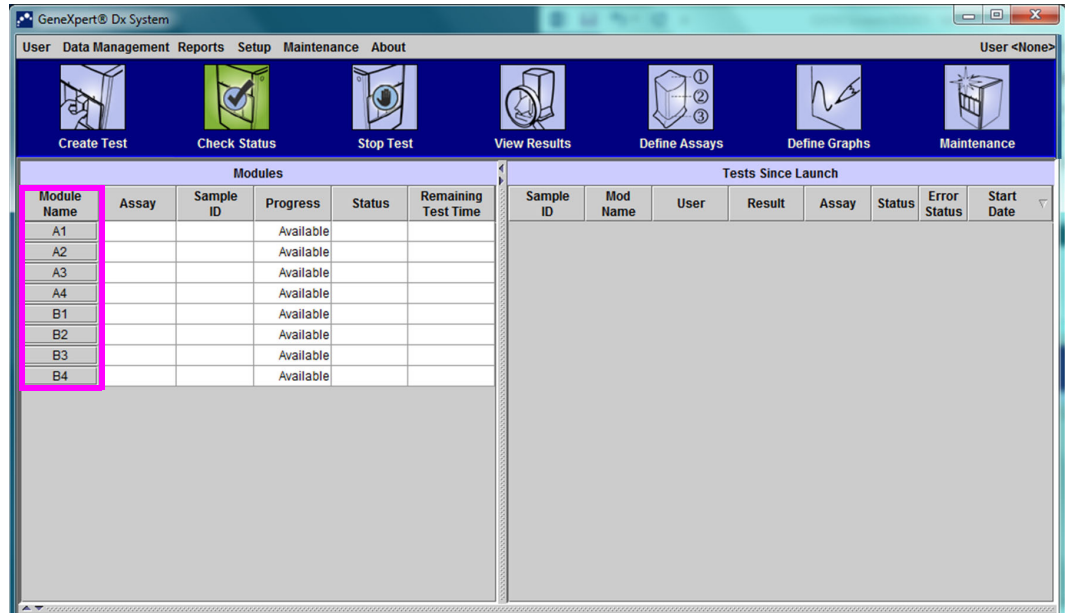 GeneXpert® Dx System
User Data Management Reports Setup Maintenance About User <None>
Create Test Check Status Stop Test View Results Define Assays Define Graphs Maintenance
1
2
3
Modules Tests Since Launch
Module Name Assay Sample ID Progress Status Remaining Test Time Sample ID Mod Name User Result Assay Status Error Status Start Date
A1 Available
A2 Available
A3 Available
A4 Available
B1 Available
B2 Available
B3 Available
B4 Available